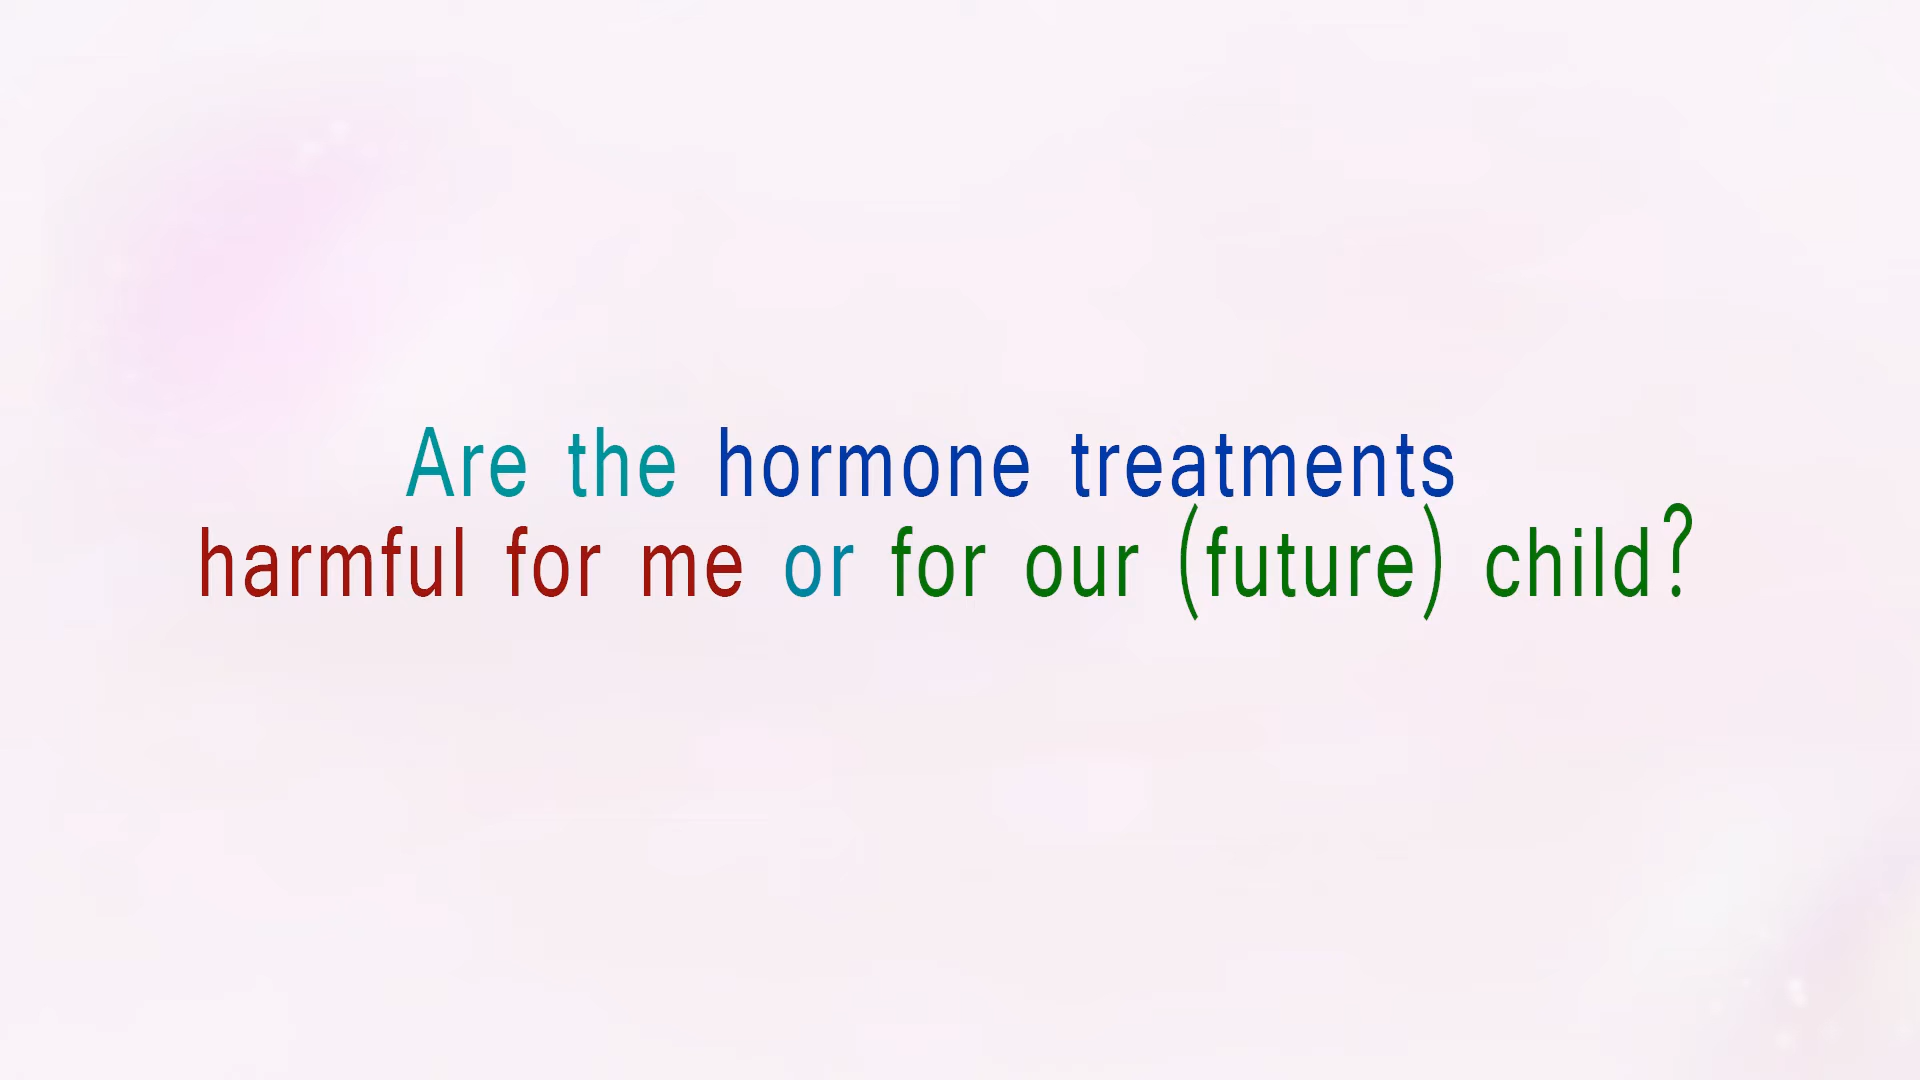 Are the hormone treatments
harmful for me or for our (future) child?